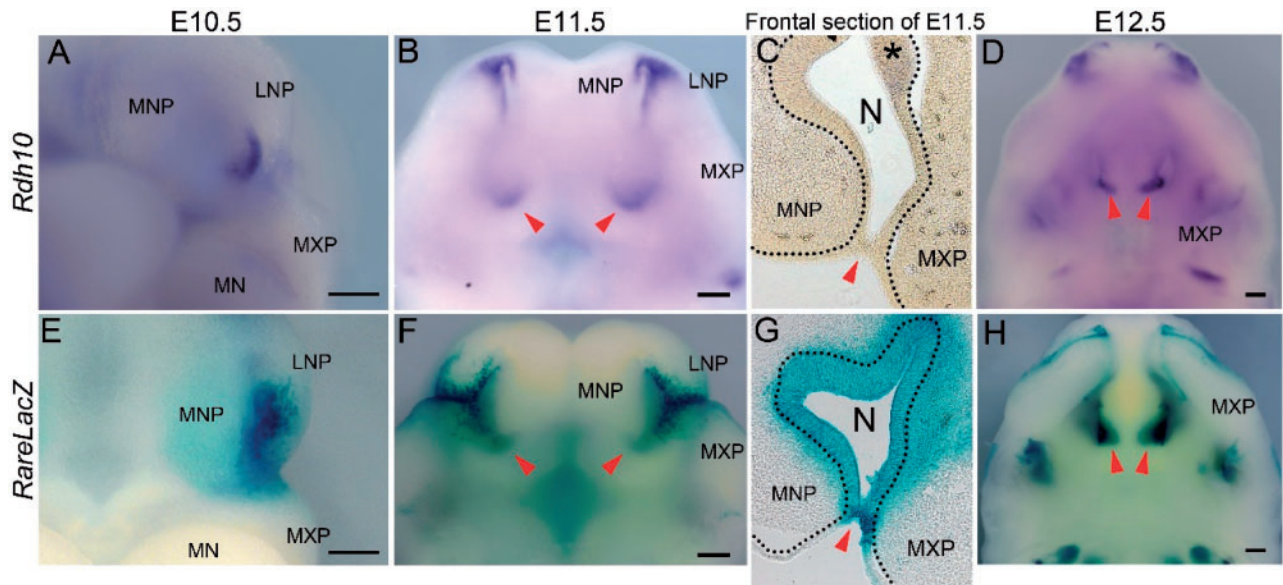 E10.5 E11.5 Frontal section of E11.5 E12.5
Rdh10
A MNP LNP MXP MN
B MNP LNP MXP
C * N MNP MXP
D MXP
RareLacZ
E LNP MNP MXP MN
F LNP MNP MXP
G N MNP MXP
H MXP